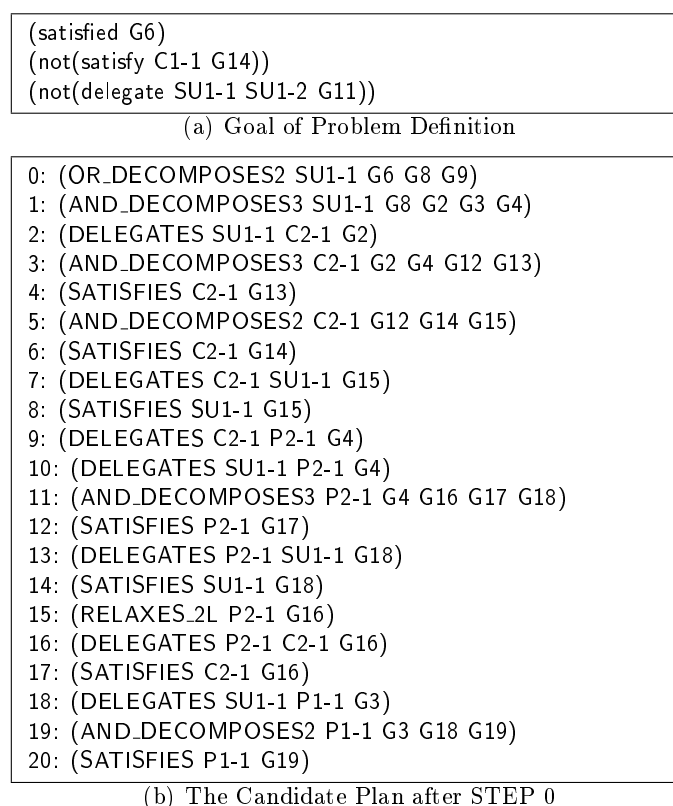 (satisfied G6)
(not(satisfy C1-1 G14))
(not(delegate SU1-1 SU1-2 G11))
(a) Goal of Problem Definition
0: (OR_DECOMPOSES2 SU1-1 G6 G8 G9)
1: (AND_DECOMPOSES3 SU1-1 G8 G2 G3 G4)
2: (DELEGATES SU1-1 C2-1 G2)
3: (AND_DECOMPOSES3 C2-1 G2 G4 G12 G13)
4: (SATISFIES C2-1 G13)
5: (AND_DECOMPOSES2 C2-1 G12 G14 G15)
6: (SATISFIES C2-1 G14)
7: (DELEGATES C2-1 SU1-1 G15)
8: (SATISFIES SU1-1 G15)
9: (DELEGATES C2-1 P2-1 G4)
10: (DELEGATES SU1-1 P2-1 G4)
11: (AND_DECOMPOSES3 P2-1 G4 G16 G17 G18)
12: (SATISFIES P2-1 G17)
13: (DELEGATES P2-1 SU1-1 G18)
14: (SATISFIES SU1-1 G18)
15: (RELAXES_2L P2-1 G16)
16: (DELEGATES P2-1 C2-1 G16)
17: (SATISFIES C2-1 G16)
18: (DELEGATES SU1-1 P1-1 G3)
19: (AND_DECOMPOSES2 P1-1 G3 G18 G19)
20: (SATISFIES P1-1 G19)
(b) The Candidate Plan after STEP 0